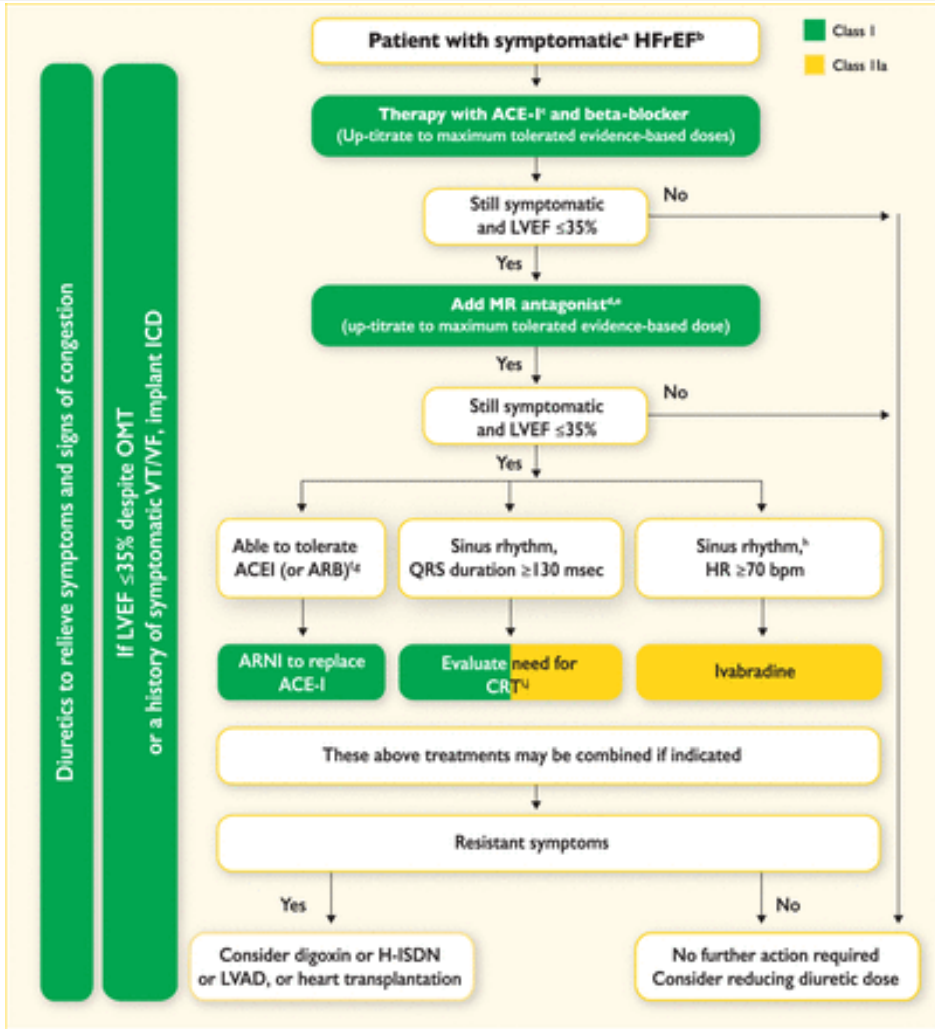 Patient with symptomaticᵃ HFrEFᵇ
Class I
Class IIa
Therapy with ACE-Iᶜ and beta-blocker
(Up-titrate to maximum tolerated evidence-based doses)
Still symptomatic
and LVEF ≤35%
No
Yes
Add MR antagonistᵈ,ᵉ
(up-titrate to maximum tolerated evidence-based dose)
Yes
Still symptomatic
and LVEF ≤35%
No
Yes
Able to tolerate
ACEI (or ARB)ᶠ,ᵍ
Sinus rhythm,
QRS duration ≥130 msec
Sinus rhythm,ʰ
HR ≥70 bpm
ARNI to replace
ACE-I
Evaluate need for
CRTⁱ,ʲ
Ivabradine
These above treatments may be combined if indicated
Resistant symptoms
Yes
No
Consider digoxin or H-ISDN
or LVAD, or heart transplantation
No further action required
Consider reducing diuretic dose
Diuretics to relieve symptoms and signs of congestion
If LVEF ≤35% despite OMT
or a history of symptomatic VT/VF, implant ICD